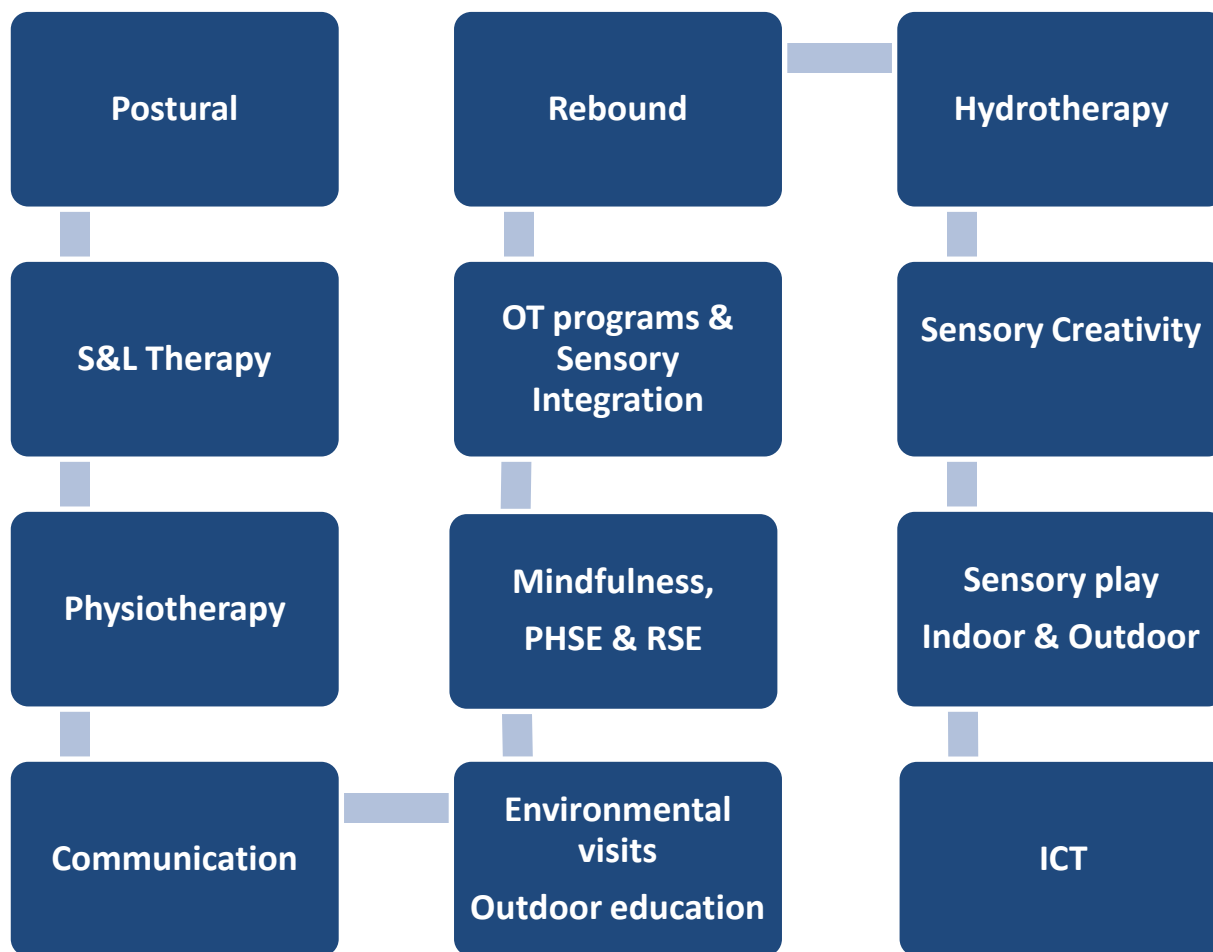 Postural
S&L Therapy
Physiotherapy
Communication
Environmental
visits
Outdoor education
Mindfulness,
PHSE & RSE
OT programs &
Sensory
Integration
Rebound
Hydrotherapy
Sensory Creativity
Sensory play
Indoor & Outdoor
ICT